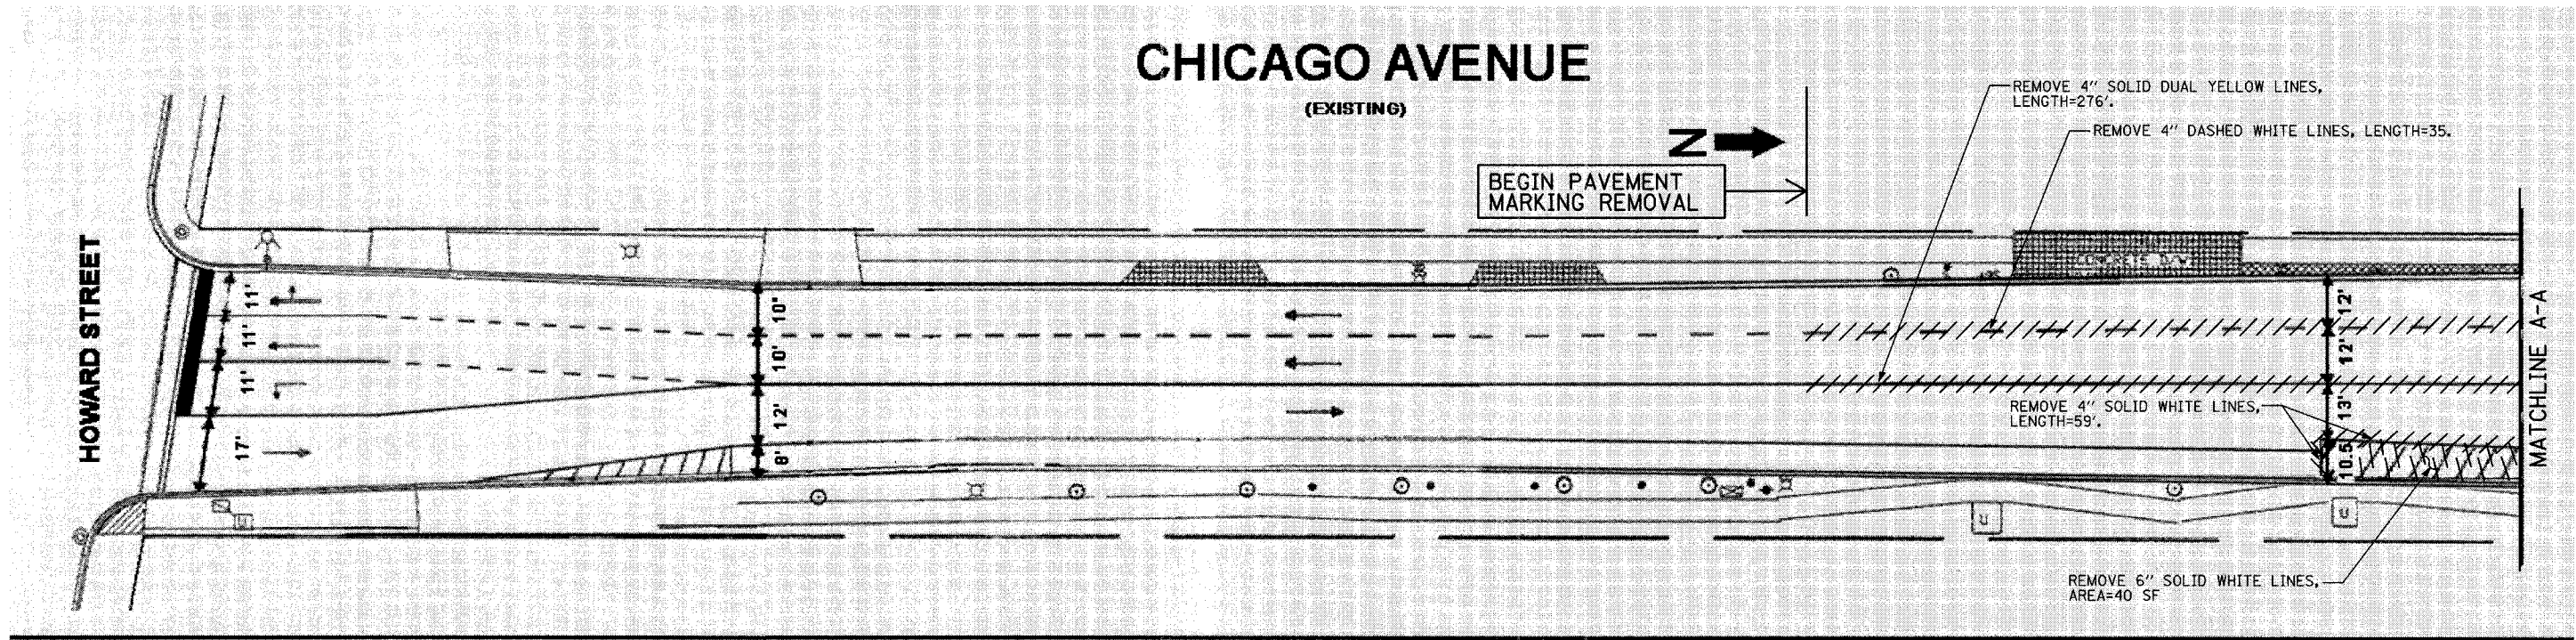 CHICAGO AVENUE
(EXISTING)
N
BEGIN PAVEMENT
MARKING REMOVAL
REMOVE 4" SOLID DUAL YELLOW LINES,
LENGTH=276'.
REMOVE 4" DASHED WHITE LINES, LENGTH=35.
HOWARD STREET
11'
11'
11'
17'
10"
10'
12'
8'
CONCRETE D/W
12'
12'
13'
10.5
REMOVE 4" SOLID WHITE LINES,
LENGTH=59'.
MATCHLINE A-A
U
U
REMOVE 6" SOLID WHITE LINES,
AREA=40 SF